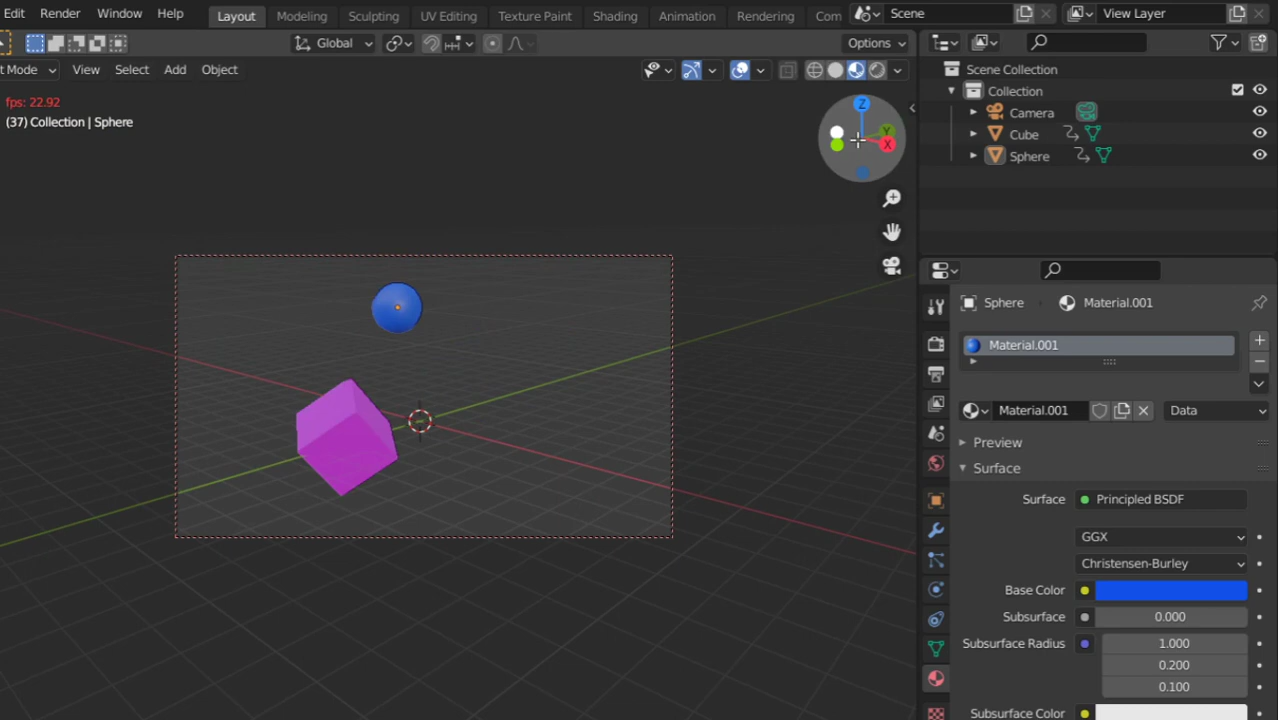 Edit Render Window Help Layout Modeling Sculpting UV Editing Texture Paint Shading Animation Rendering Com Scene View Layer
Global Options
t Mode View Select Add Object
fps: 22.92
(37) Collection | Sphere
Z
Y
X
Scene Collection
Collection
Camera
Cube
Sphere
Sphere Material.001
Material.001
Material.001 Data
Preview
Surface
Surface Principled BSDF
GGX
Christensen-Burley
Base Color
Subsurface 0.000
Subsurface Radius 1.000
0.200
0.100
Subsurface Color